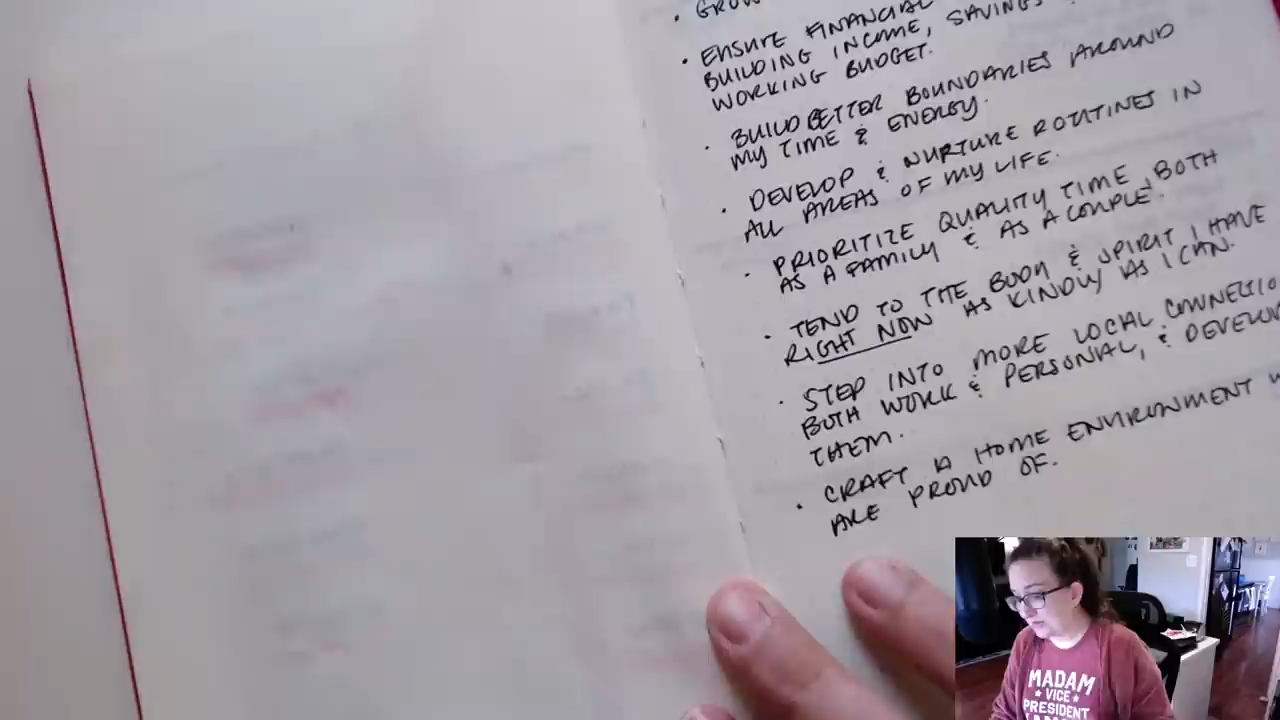 · GROW
· ENSURE FINANCIAL
BUILDING INCOME, SAVINGS
WORKING BUDGET.
· BUILD BETTER BOUNDARIES AROUND
MY TIME & ENERGY.
· DEVELOP & NURTURE ROUTINES IN
ALL AREAS OF MY LIFE.
· PRIORITIZE QUALITY TIME, BOTH
AS A FAMILY & AS A COUPLE.
· TEND TO THE BODY & SPIRIT I HAVE
RIGHT NOW AS KINDLY AS I CAN.
· STEP INTO MORE LOCAL CONNECTIO
BOTH WORK & PERSONAL, & DEVELO
THEM.
· CRAFT A HOME ENVIRONMENT W
ARE PROUD OF.
MADAM
VICE
PRESIDENT